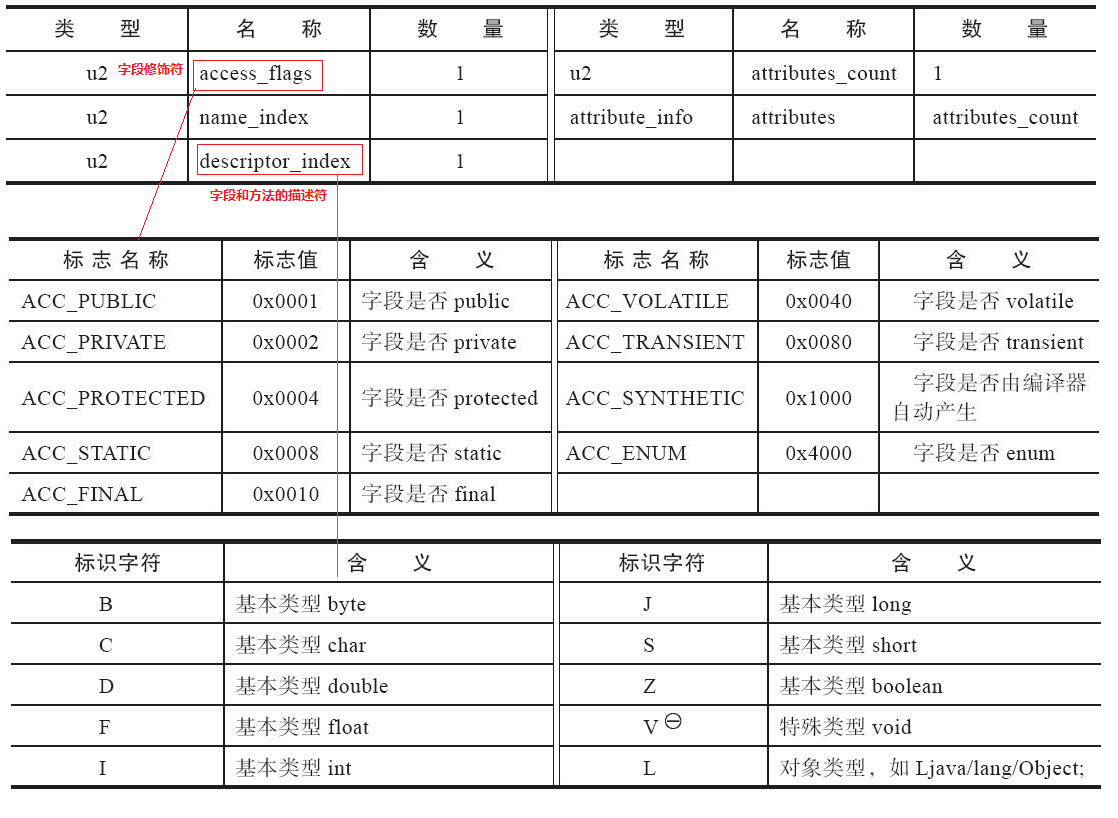 类 型 名 称 数 量 类 型 名 称 数 量
u2 字段修饰符 access_flags 1 u2 attributes_count 1
u2 name_index 1 attribute_info attributes attributes_count
u2 descriptor_index 1
字段和方法的描述符
标 志 名 称 标志值 含 义 标 志 名 称 标志值 含 义
ACC_PUBLIC 0x0001 字段是否 public ACC_VOLATILE 0x0040 字段是否 volatile
ACC_PRIVATE 0x0002 字段是否 private ACC_TRANSIENT 0x0080 字段是否 transient
ACC_PROTECTED 0x0004 字段是否 protected ACC_SYNTHETIC 0x1000 字段是否由编译器
自动产生
ACC_STATIC 0x0008 字段是否 static ACC_ENUM 0x4000 字段是否 enum
ACC_FINAL 0x0010 字段是否 final
标识字符 含 义 标识字符 含 义
B 基本类型 byte J 基本类型 long
C 基本类型 char S 基本类型 short
D 基本类型 double Z 基本类型 boolean
F 基本类型 float V ㊀ 特殊类型 void
I 基本类型 int L 对象类型，如 Ljava/lang/Object;